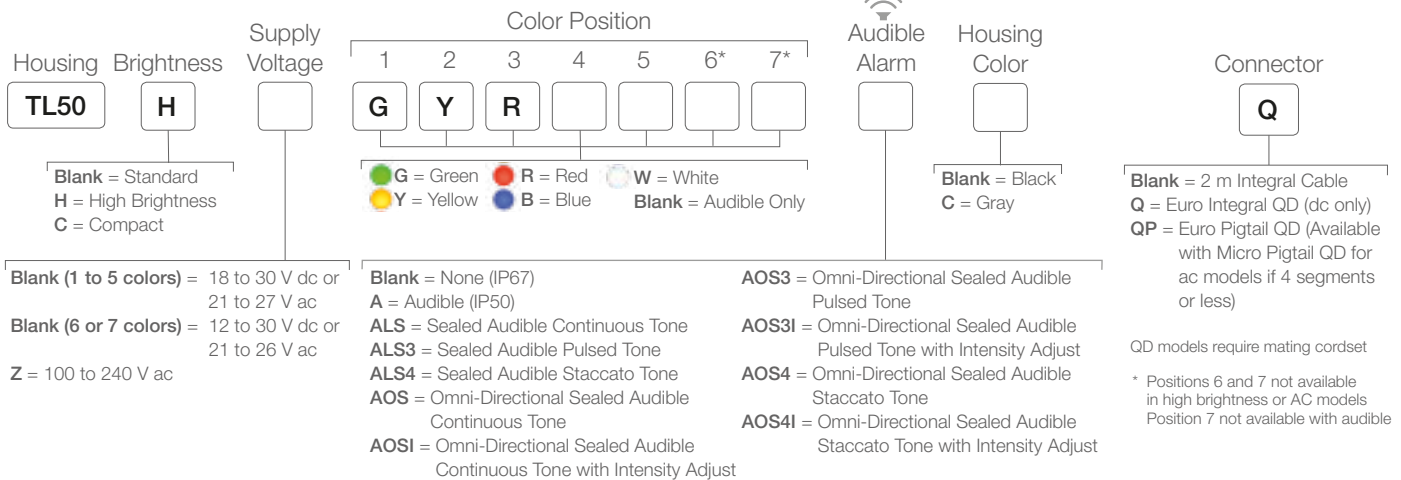 Color Position
Supply
Voltage
Audible
Alarm
Housing
Color
Housing Brightness
1 2 3 4 5 6* 7*
Connector
TL50 H G Y R Q
Blank = Standard
H = High Brightness
C = Compact
G = Green R = Red W = White
Y = Yellow B = Blue Blank = Audible Only
Blank = Black
C = Gray
Blank = 2 m Integral Cable
Q = Euro Integral QD (dc only)
QP = Euro Pigtail QD (Available
with Micro Pigtail QD for
ac models if 4 segments
or less)
Blank (1 to 5 colors) = 18 to 30 V dc or
21 to 27 V ac
Blank (6 or 7 colors) = 12 to 30 V dc or
21 to 26 V ac
Z = 100 to 240 V ac
Blank = None (IP67)
A = Audible (IP50)
ALS = Sealed Audible Continuous Tone
ALS3 = Sealed Audible Pulsed Tone
ALS4 = Sealed Audible Staccato Tone
AOS = Omni-Directional Sealed Audible
Continuous Tone
AOSI = Omni-Directional Sealed Audible
Continuous Tone with Intensity Adjust
AOS3 = Omni-Directional Sealed Audible
Pulsed Tone
AOS3I = Omni-Directional Sealed Audible
Pulsed Tone with Intensity Adjust
AOS4 = Omni-Directional Sealed Audible
Staccato Tone
AOS4I = Omni-Directional Sealed Audible
Staccato Tone with Intensity Adjust
QD models require mating cordset
* Positions 6 and 7 not available
in high brightness or AC models
Position 7 not available with audible